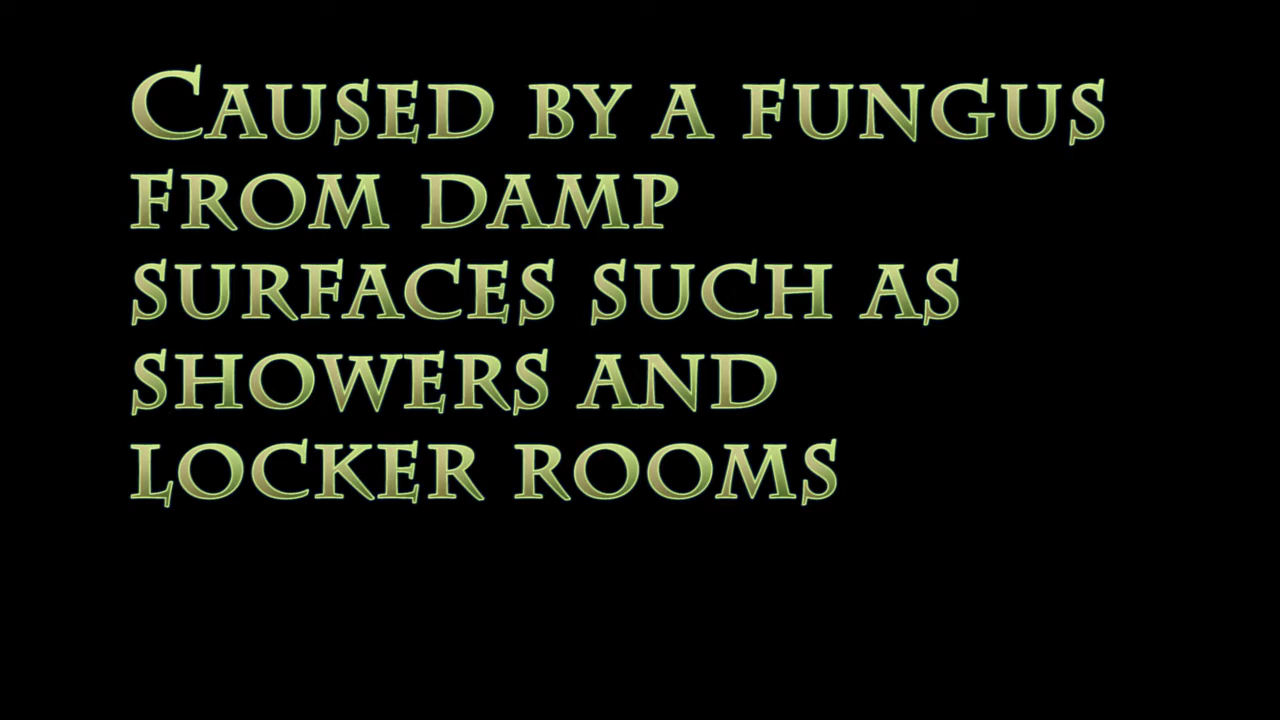 Caused by a fungus
from damp
surfaces such as
showers and
locker rooms